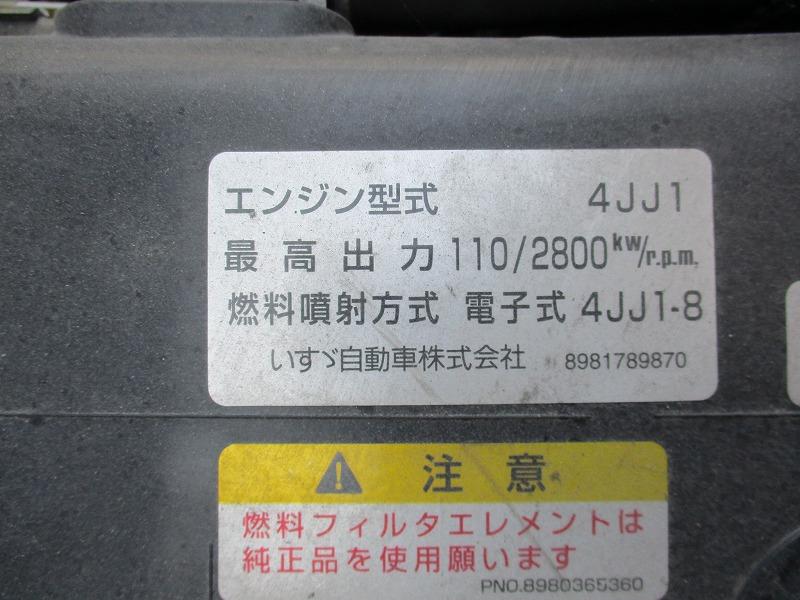 エンジン型式 4JJ1
最高出力 110/2800kw/r.p.m.
燃料噴射方式 電子式 4JJ1-8
いすゞ自動車株式会社 8981789870
注意
燃料フィルタエレメントは
純正品を使用願います
PNO.8980365360